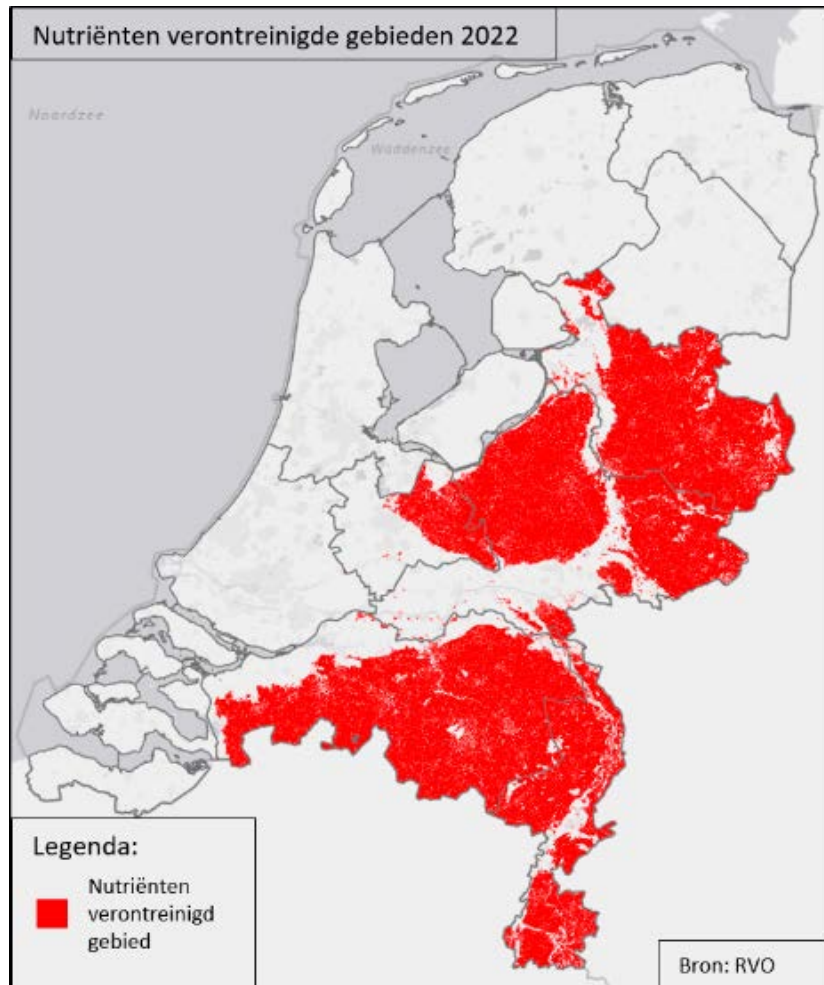 Nutriënten verontreinigde gebieden 2022
Noordzee
Waddenzee
Legenda:
Nutriënten
verontreinigd
gebied
Bron: RVO